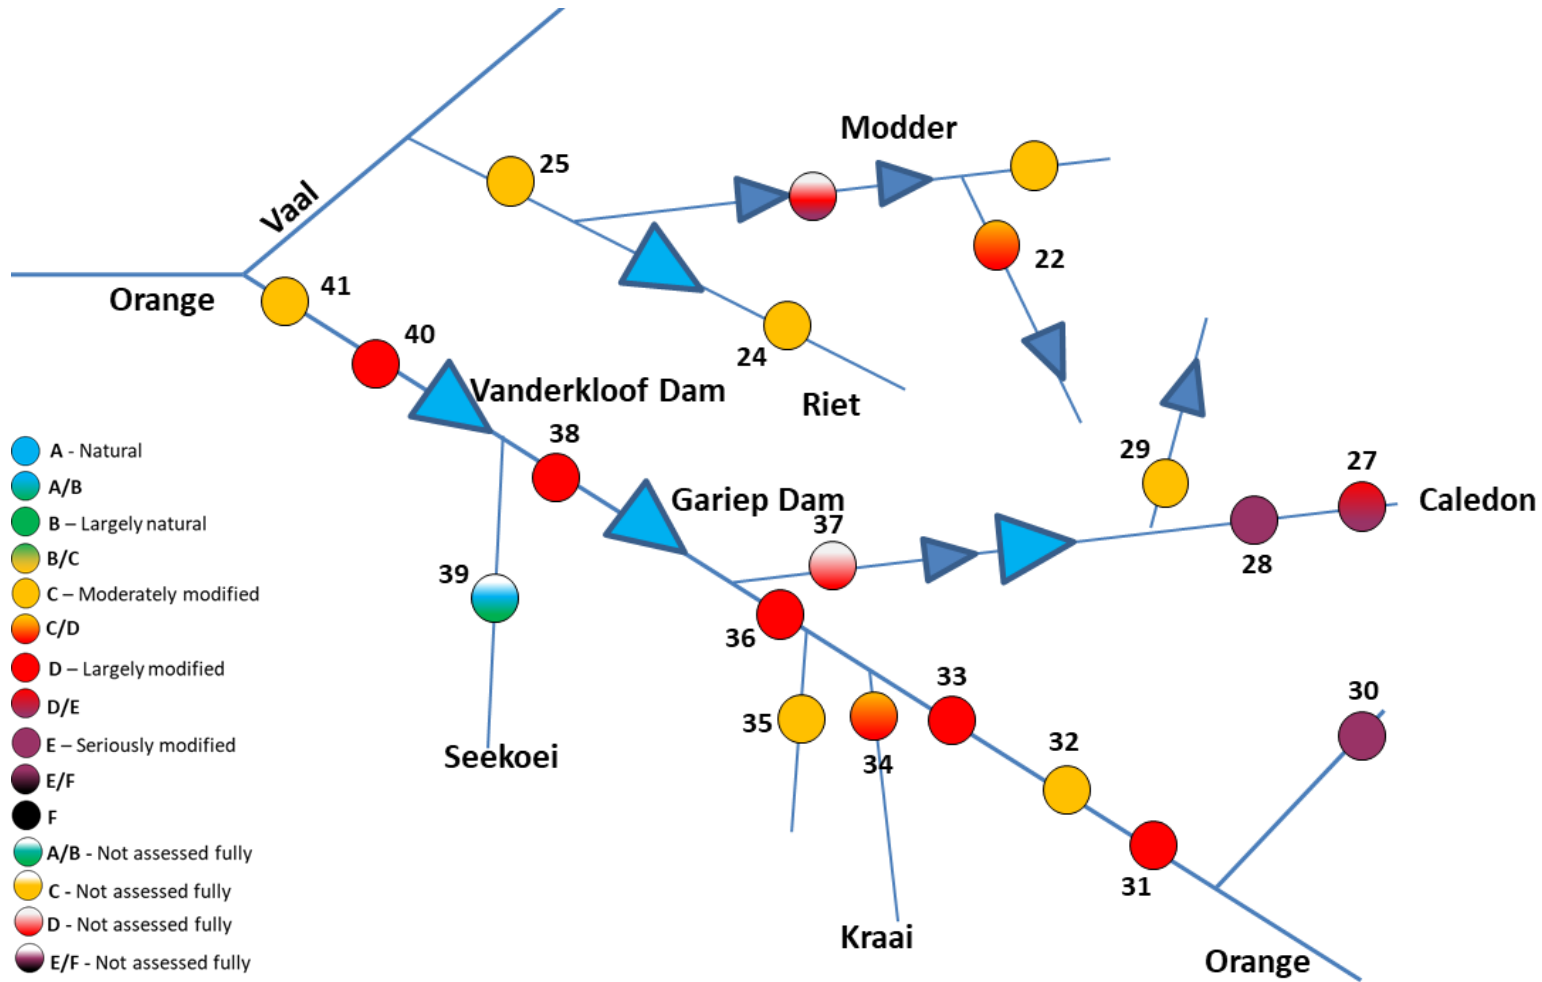 Modder
25
Vaal
22
Orange
41
40
24
Vanderkloof Dam
Riet
38
29
27
Gariep Dam
Caledon
37
28
39
36
33
30
35
32
34
Seekoei
31
Kraai
Orange
A - Natural
A/B
B – Largely natural
B/C
C – Moderately modified
C/D
D – Largely modified
D/E
E – Seriously modified
E/F
F
A/B - Not assessed fully
C - Not assessed fully
D - Not assessed fully
E/F - Not assessed fully